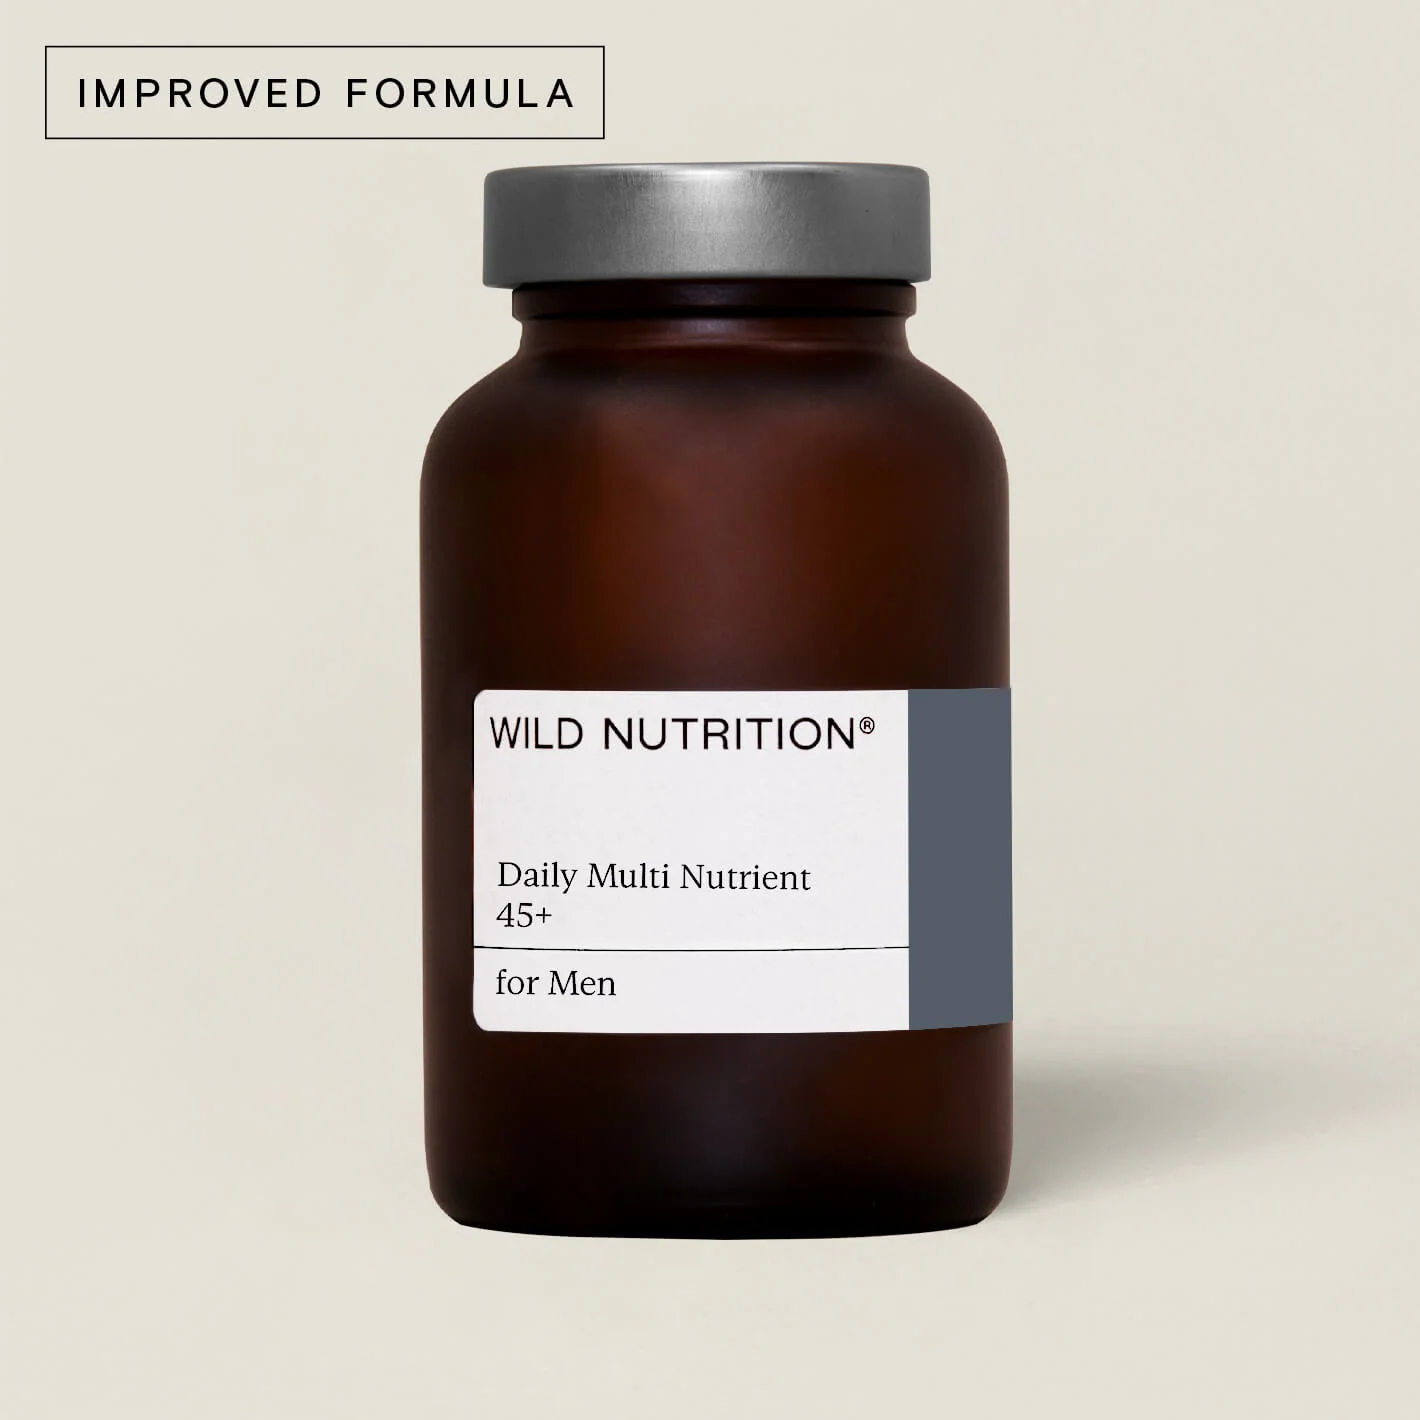 IMPROVED FORMULA
WILD NUTRITION®
Daily Multi Nutrient
45+
for Men